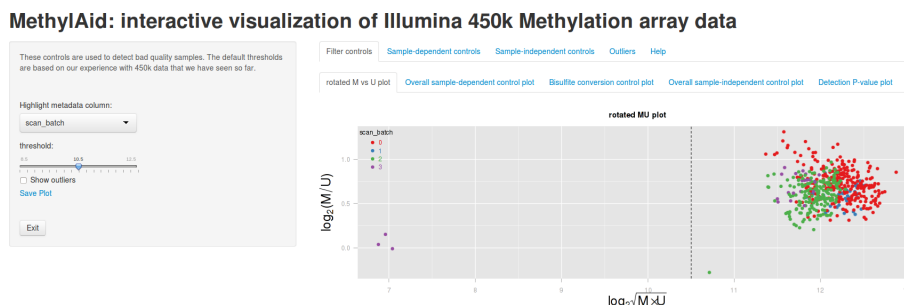 MethylAid: interactive visualization of Illumina 450k Methylation array data
These controls are used to detect bad quality samples. The default thresholds
are based on our experience with 450k data that we have seen so far.
Highlight metadata column:
scan_batch
threshold:
8.5 10.5 12.5
Show outliers
Save Plot
Exit
Filter controls Sample-dependent controls Sample-independent controls Outliers Help
rotated M vs U plot Overall sample-dependent control plot Bisulfite conversion control plot Overall sample-independent control plot Detection P-value plot
rotated MU plot
scan_batch
0
1
2
3
log₂(M/U)
1.0
0.5
0.0
7 8 9 10 11 12
log₂√M×U